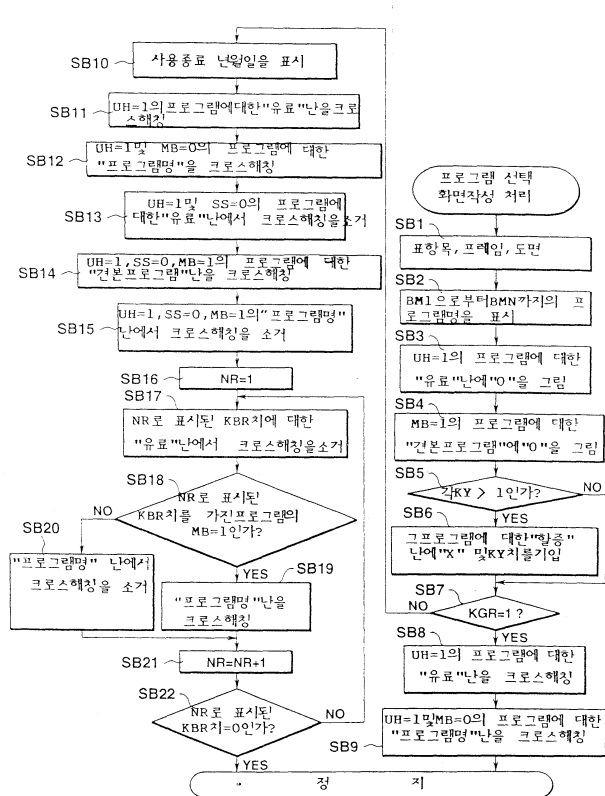 SB10
사용종료 년월일을 표시
SB11
UH=1의프로그램에대한"유료"난을크로
스해칭
SB12
UH=1및 MB=0의 프로그램에 대한
"프로그램명"을 크로스해칭
SB13
UH=1및 SS=0의 프로그램에
대한"유료"난에서 크로스해칭을소거
SB14
UH=1,SS=0,MB=1의 프로그램에 대한
"견본프로그램"난을 크로스해칭
SB15
UH=1,SS=0,MB=1의"프로그램명"
난에서 크로스해칭을 소거
SB16
NR=1
SB17
NR로 표시된 KBR치에 대한
"유료"난에서 크로스해칭을소거
SB18
NR로 표시된
KBR치를 가진프로그램의
MB=1인가?
NO
YES
SB20
"프로그램명" 난에서
크로스해칭을 소거
SB19
"프로그램명"난을
크로스해칭
SB21
NR=NR+1
SB22
NR로 표시된
KBR치=0인가?
NO
YES
프로그램 선택
화면작성 처리
SB1
표항목,프레임,도면
SB2
BM1으로부터BMN까지의 프
로그램명을 표시
SB3
UH=1의 프로그램에 대한
"유료"난에"O"을 그림
SB4
MB=1의 프로그램에 대한
"견본프로그램"에"O"을 그림
SB5
각KY > 1인가?
NO
YES
SB6
그프로그램에 대한"할증"
난에"X" 및KY치를기입
SB7
KGR=1?
NO
YES
SB8
UH=1의 프로그램에 대한
"유료"난을 크로스해칭
SB9
UH=1및MB=0의 프로그램에 대한
"프로그램명"난을 크로스해칭
정 지